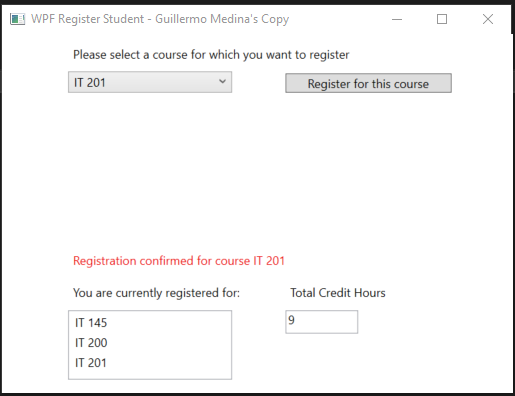 WPF Register Student - Guillermo Medina's Copy
Please select a course for which you want to register
IT 201
Register for this course
Registration confirmed for course IT 201
You are currently registered for:
Total Credit Hours
IT 145
IT 200
IT 201
9